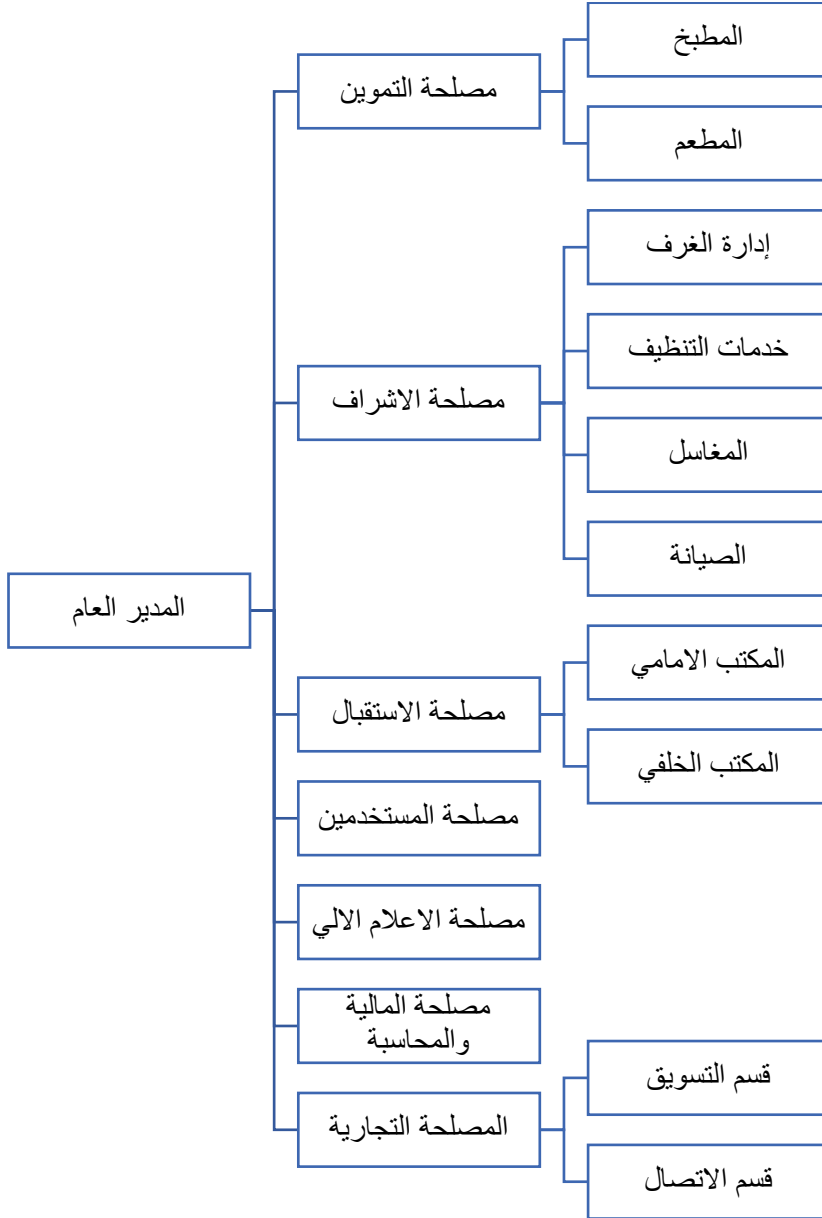 المدير العام
مصلحة التموين
المطبخ
المطعم
مصلحة الاشراف
إدارة الغرف
خدمات التنظيف
المغاسل
الصيانة
مصلحة الاستقبال
المكتب الامامي
المكتب الخلفي
مصلحة المستخدمين
مصلحة الاعلام الالي
مصلحة المالية
والمحاسبة
المصلحة التجارية
قسم التسويق
قسم الاتصال